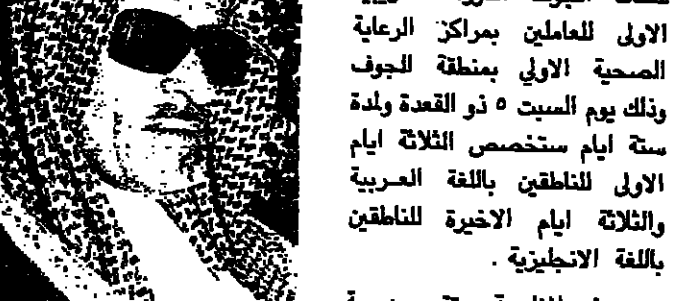 الاولى للعاملين بمراكز الرعاية
الصحية الاولي بمنطقة الجوف
وذلك يوم السبت ٥ ذو القعدة ولمدة
ستة ايام ستخصص الثلاثة ايام
الاولى للناطقين باللغة العربية
والثلاثة ايام الاخيرة للناطقين
باللغة الانجليزية .